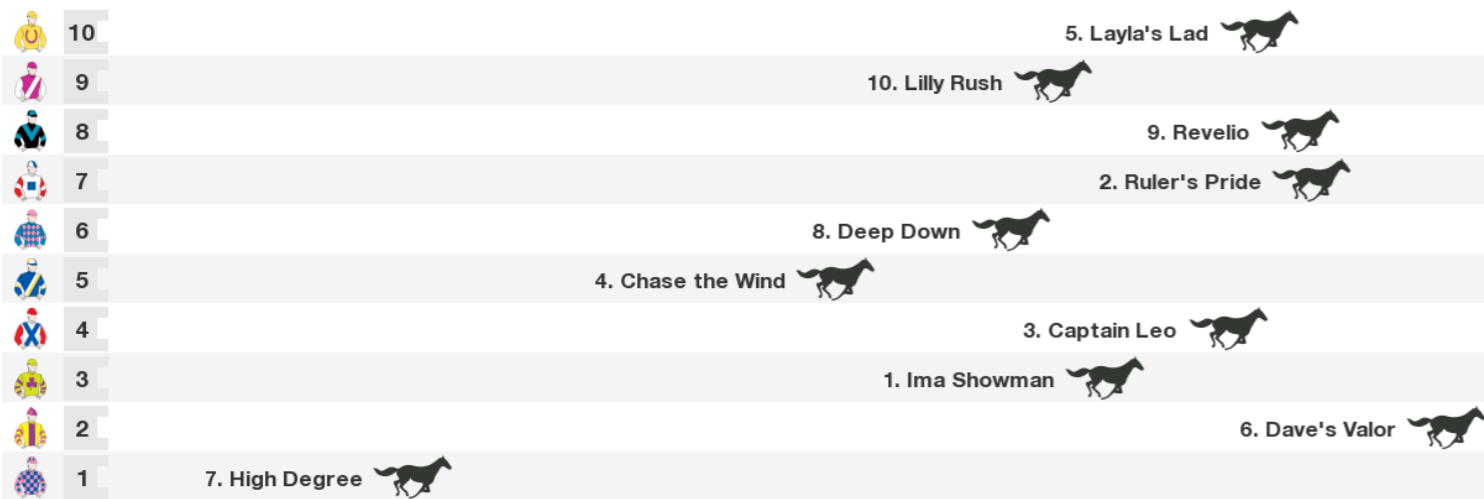 10 5. Layla's Lad
9 10. Lilly Rush
8 9. Revelio
7 2. Ruler's Pride
6 8. Deep Down
5 4. Chase the Wind
4 3. Captain Leo
3 1. Ima Showman
2 6. Dave's Valor
1 7. High Degree